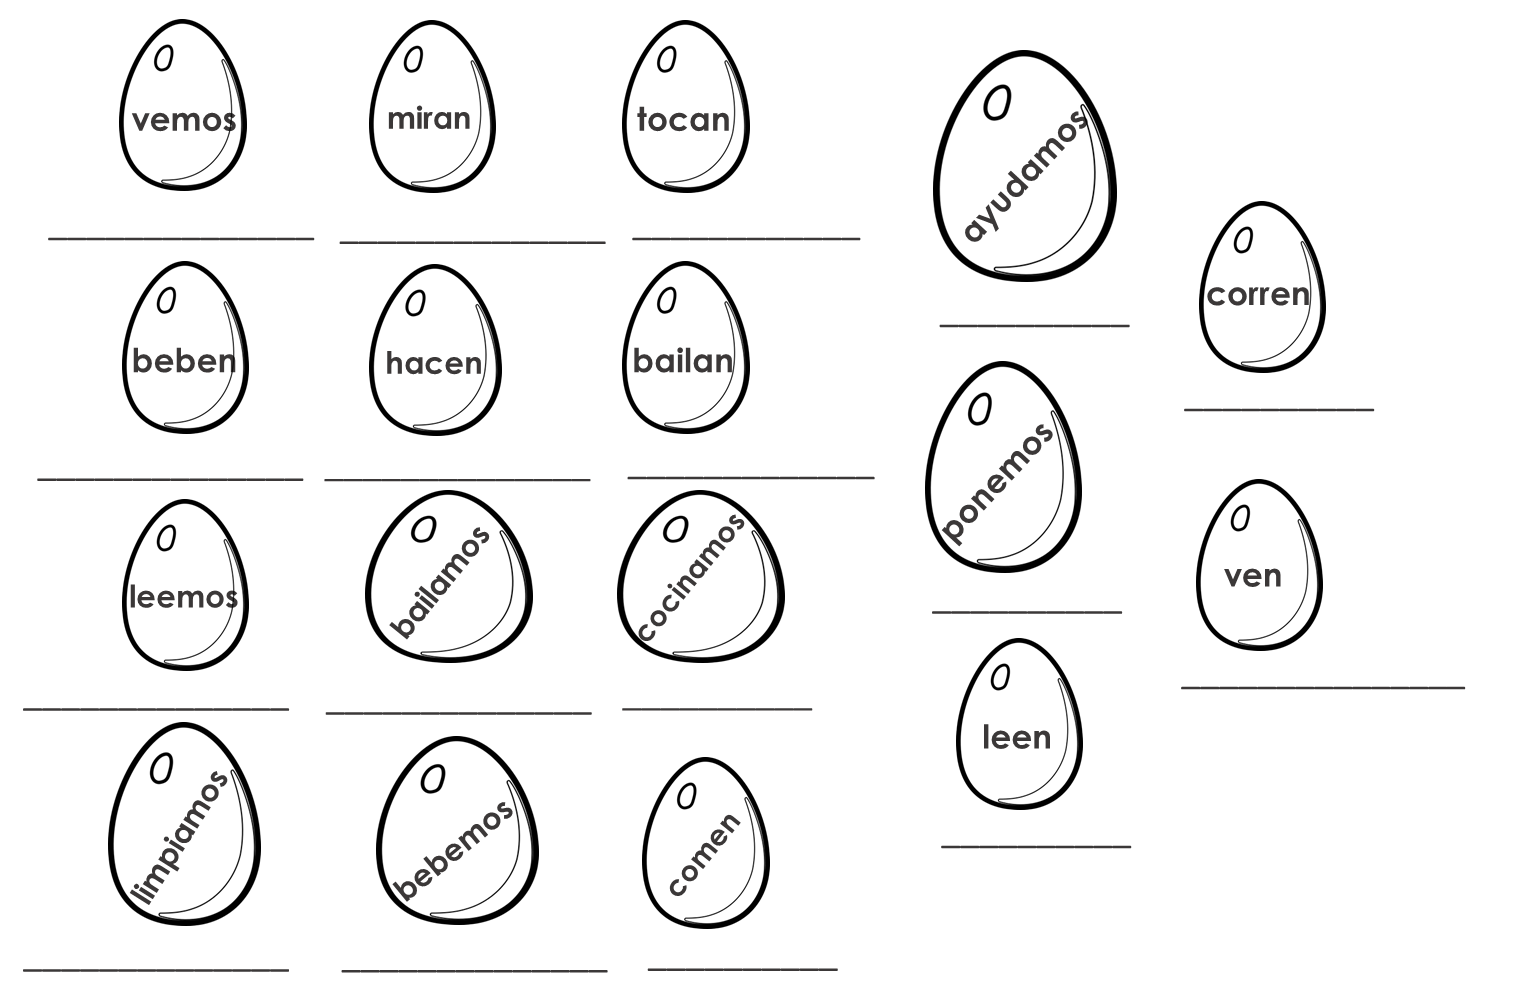 vemos
miran
tocan
beben
hacen
bailan
leemos
bailamos
cocinamos
limpiamos
bebemos
comen
ayudamos
corren
ponemos
ven
leen